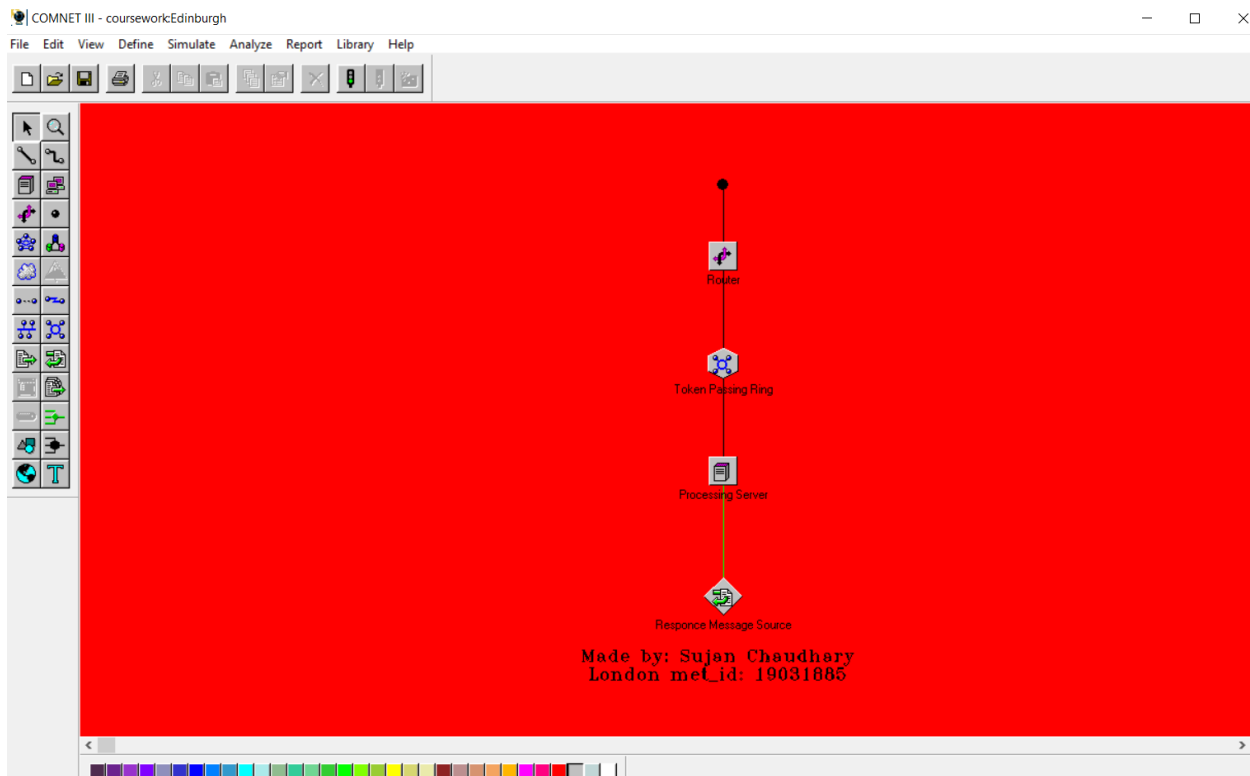 COMNET III - coursework:Edinburgh
File Edit View Define Simulate Analyze Report Library Help
Router
Token Passing Ring
Processing Server
Responce Message Source
Made by: Sujan Chaudhary
London met_id: 19031885